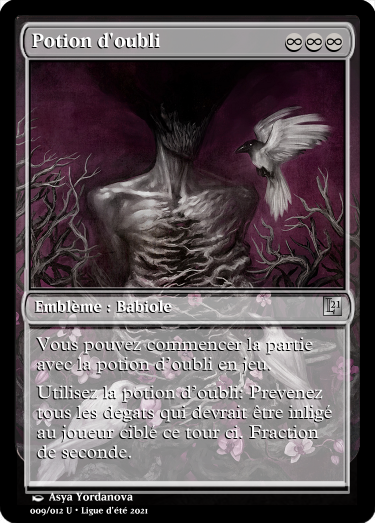 Potion d'oubli ∞∞∞
Emblème : Babiole
L21
Vous pouvez commencer la partie
avec la potion d'oubli en jeu.
Utilisez la potion d'oubli: Prevenez
tous les degats qui devrait être inligé
au joueur ciblé ce tour ci. Fraction
de seconde.
Asya Yordanova
009/012 U • Ligue d'été 2021